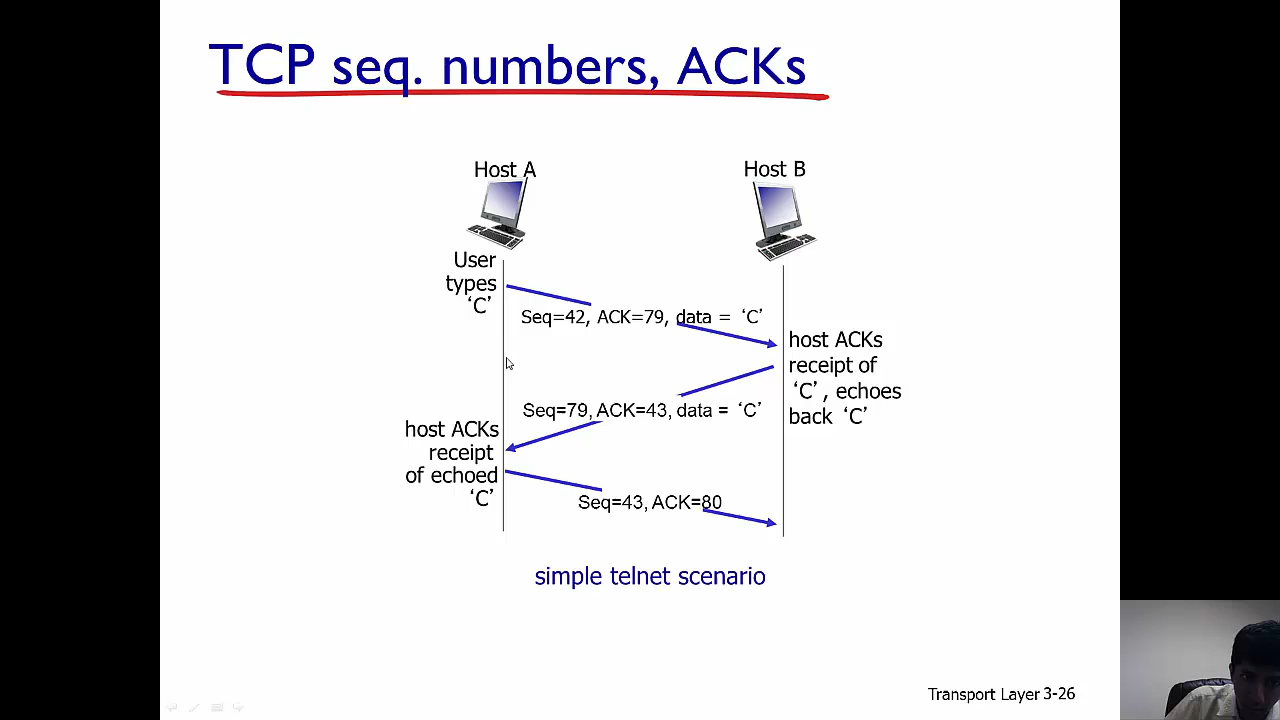 TCP seq. numbers, ACKs
Host A
Host B
User
types
‘C’
Seq=42, ACK=79, data = ‘C’
host ACKs
receipt of
‘C’, echoes
back ‘C’
Seq=79, ACK=43, data = ‘C’
host ACKs
receipt
of echoed
‘C’
Seq=43, ACK=80
simple telnet scenario
Transport Layer 3-26